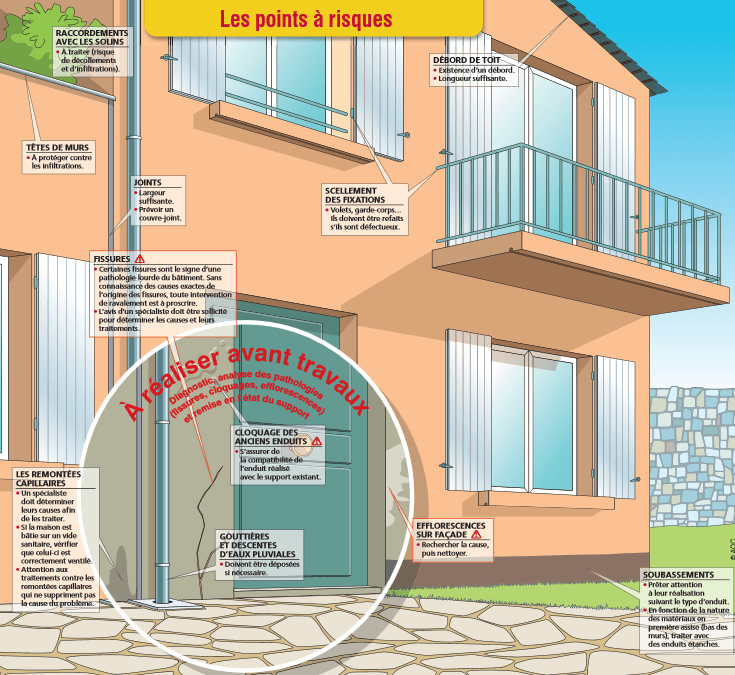 Les points à risques
RACCORDEMENTS
AVEC LES SOLINS
• À traiter (risque
de décollements
et d'infiltrations).
DÉBORD DE TOIT
• Existence d'un débord.
• Longueur suffisante.
TÊTES DE MURS
• À protéger contre
les infiltrations.
JOINTS
• Largeur
suffisante.
• Prévoir un
couvre-joint.
SCELLEMENT
DES FIXATIONS
• Volets, garde-corps...
Ils doivent être refaits
s'ils sont défectueux.
FISSURES
• Certaines fissures sont le signe d'une
pathologie lourde du bâtiment. Sans
connaissance des causes exactes de
l'origine des fissures, toute intervention
de ravalement est à proscrire.
• L'avis d'un spécialiste doit être sollicité
pour déterminer les causes et leurs
traitements.
À réaliser avant travaux
Diagnostic, analyse des pathologies
(fissures, cloquages, efflorescences)
et remise en l'état du support
CLOQUAGE DES
ANCIENS ENDUITS
• S'assurer de
la compatibilité de
l'enduit réalisé
avec le support existant.
LES REMONTÉES
CAPILLAIRES
• Un spécialiste
doit déterminer
leurs causes afin
de les traiter.
• Si la maison est
bâtie sur un vide
sanitaire, vérifier
que celui-ci est
correctement ventilé.
• Attention aux
traitements contre les
remontées capillaires
qui ne suppriment pas
la cause du problème.
GOUTTIÈRES
ET DESCENTES
D'EAUX PLUVIALES
• Doivent être déposées
si nécessaire.
EFFLORESCENCES
SUR FAÇADE
• Rechercher la cause,
puis nettoyer.
SOUBASSEMENTS
• Prêter attention
à leur réalisation
suivant le type d'enduit.
• En fonction de la nature
des matériaux en
première assise (bas des
murs), traiter avec
des enduits étanches.